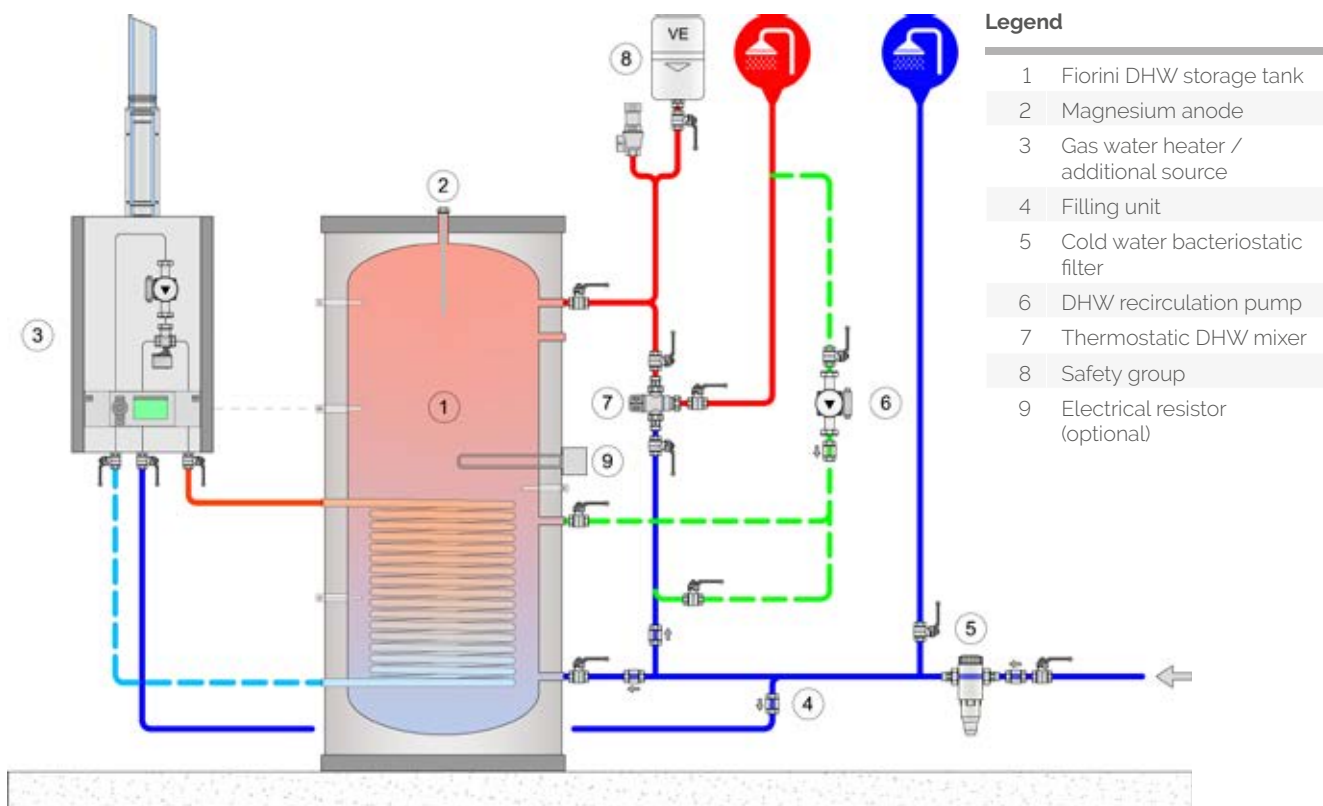 VE
8
2
3
1
7
6
9
5
4
Legend
1 Fiorini DHW storage tank
2 Magnesium anode
3 Gas water heater /
additional source
4 Filling unit
5 Cold water bacteriostatic
filter
6 DHW recirculation pump
7 Thermostatic DHW mixer
8 Safety group
9 Electrical resistor
(optional)